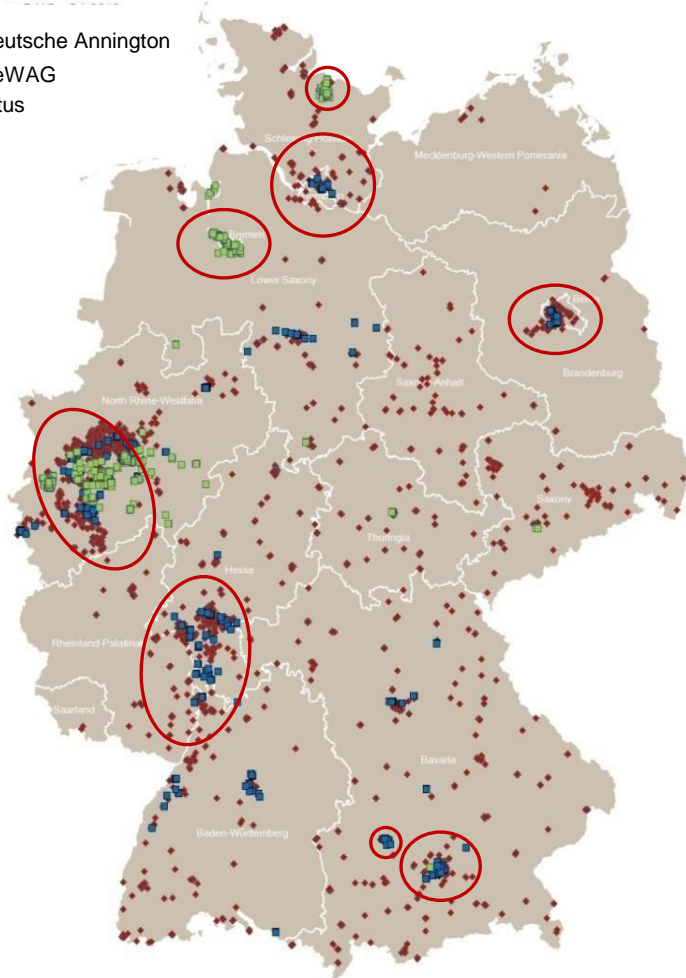 eutsche Annington
eWAG
tus
Schleswig-Holstein
Mecklenburg-Western Pomerania
Bremen
Lower Saxony
Berlin
Brandenburg
Saxony-Anhalt
North Rhine-Westfalia
Saxony
Thuringia
Hesse
Rheinland-Palatinate
Saarland
Bavaria
Baden-Württemberg